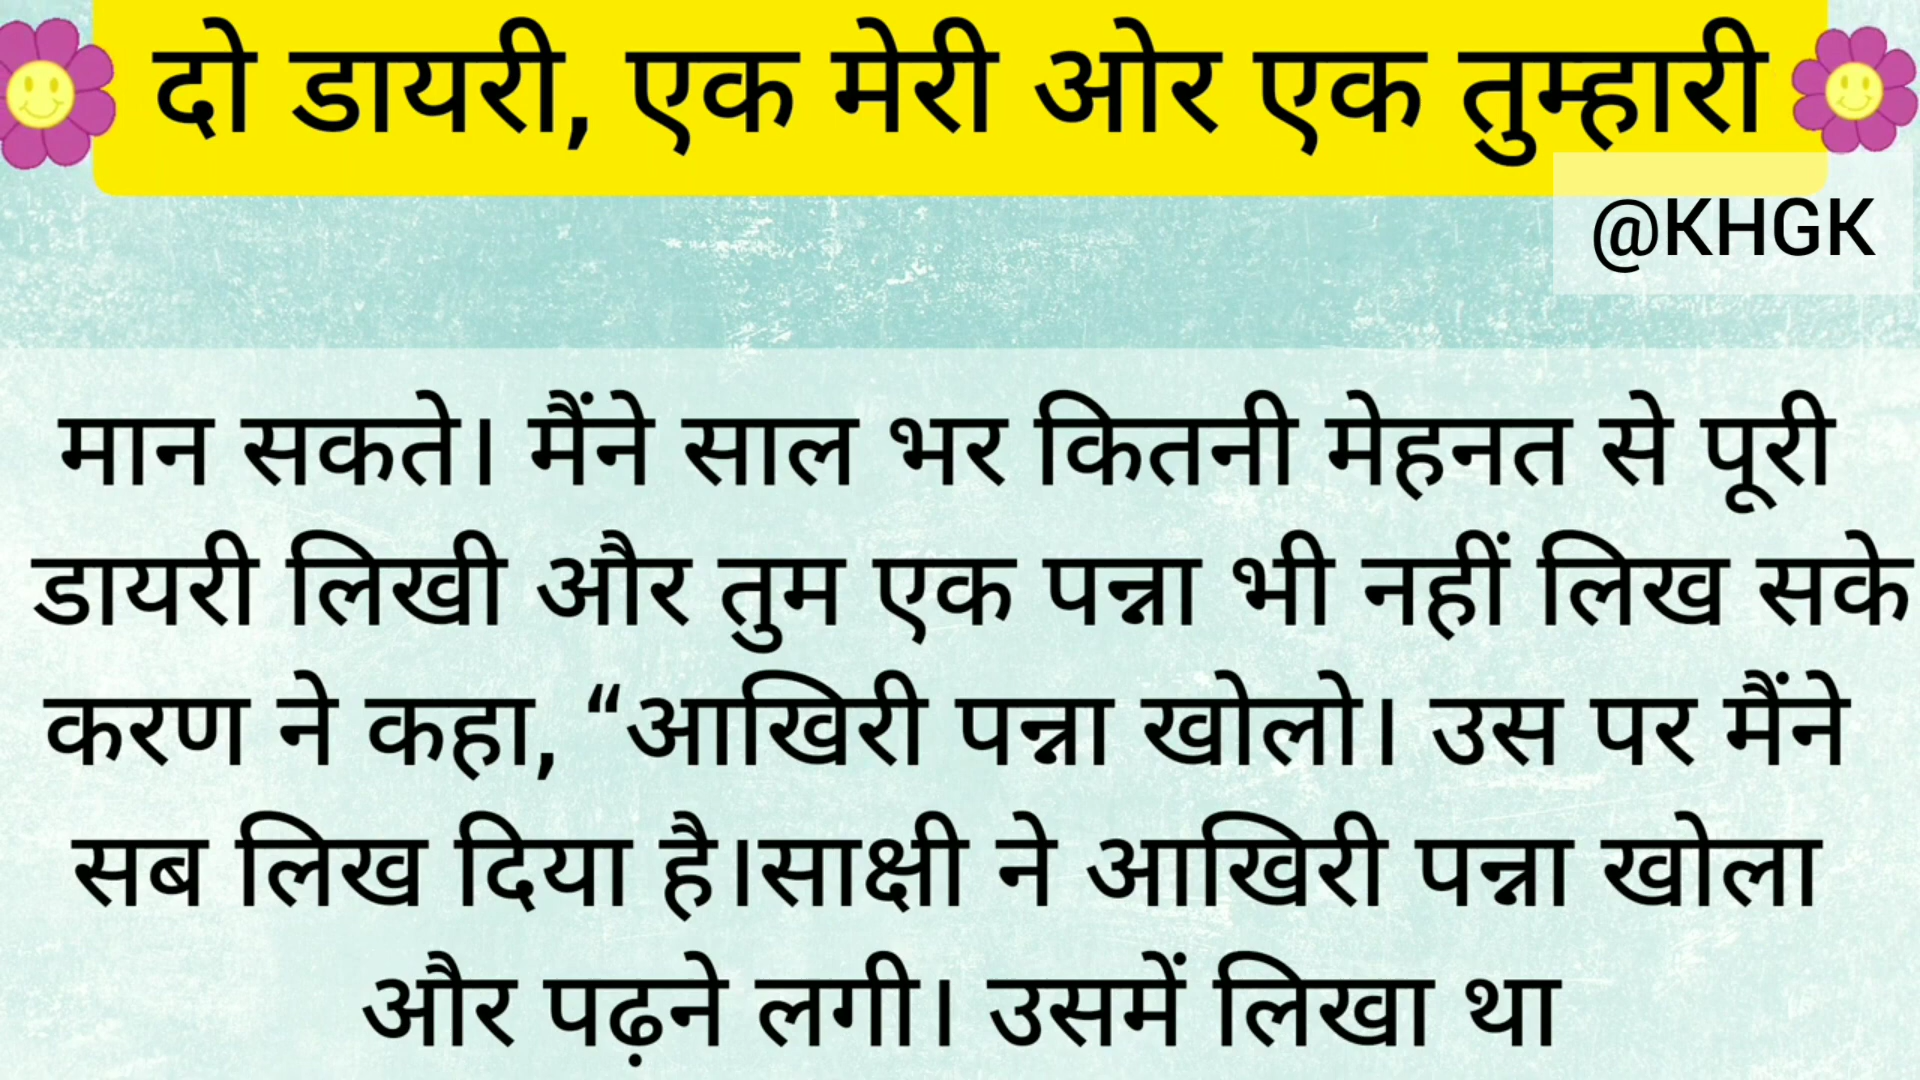 दो डायरी, एक मेरी ओर एक तुम्हारी
@KHGK
मान सकते। मैंने साल भर कितनी मेहनत से पूरी
डायरी लिखी और तुम एक पन्ना भी नहीं लिख सके
करण ने कहा, “आखिरी पन्ना खोलो। उस पर मैंने
सब लिख दिया है।साक्षी ने आखिरी पन्ना खोला
और पढ़ने लगी। उसमें लिखा था